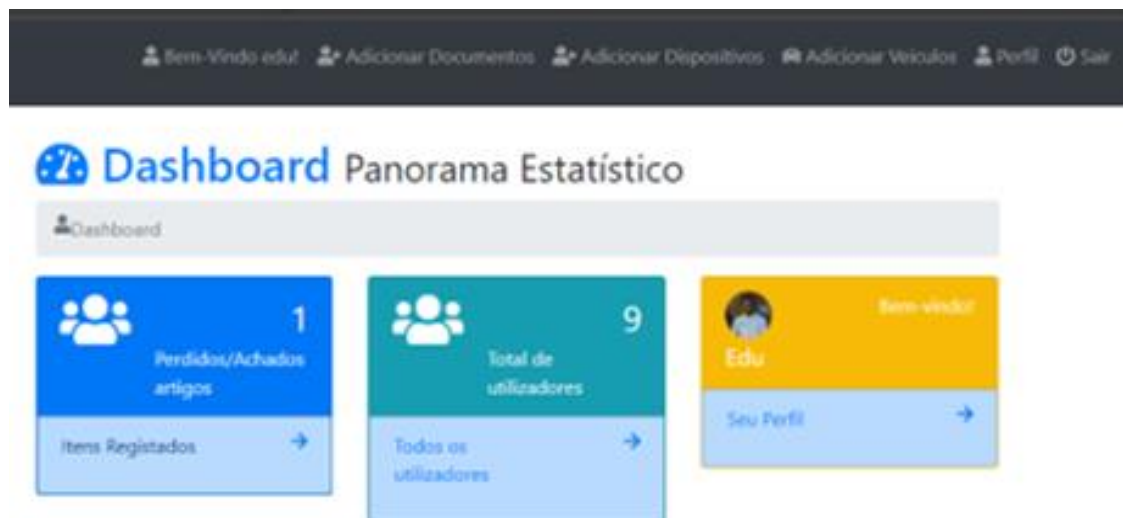 Bem-Vindo edu! Adicionar Documentos Adicionar Dispositivos Adicionar Veiculos Perfil Sair
Dashboard Panorama Estatístico
Dashboard
1
Perdidos/Achados
artigos
Itens Registados
9
Total de
utilizadores
Todos os
utilizadores
Bem-vindo!
Edu
Seu Perfil